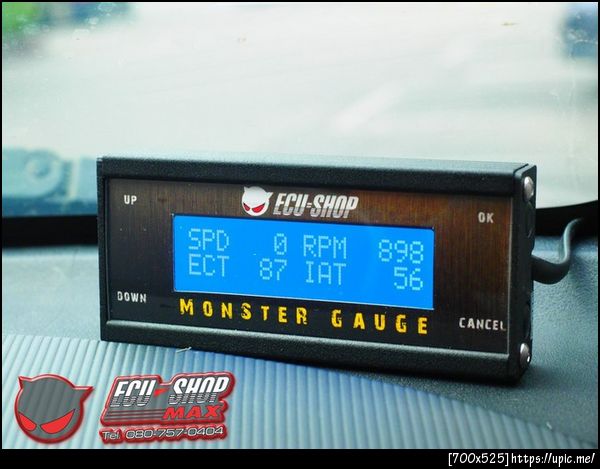 UP
ECU-SHOP
OK
SPD 0 RPM 898
ECT 87 IAT 56
DOWN
MONSTER GAUGE
CANCEL
ECU-SHOP
MAX
Tel. 080-757-0404
[700x525]https://upic.me/